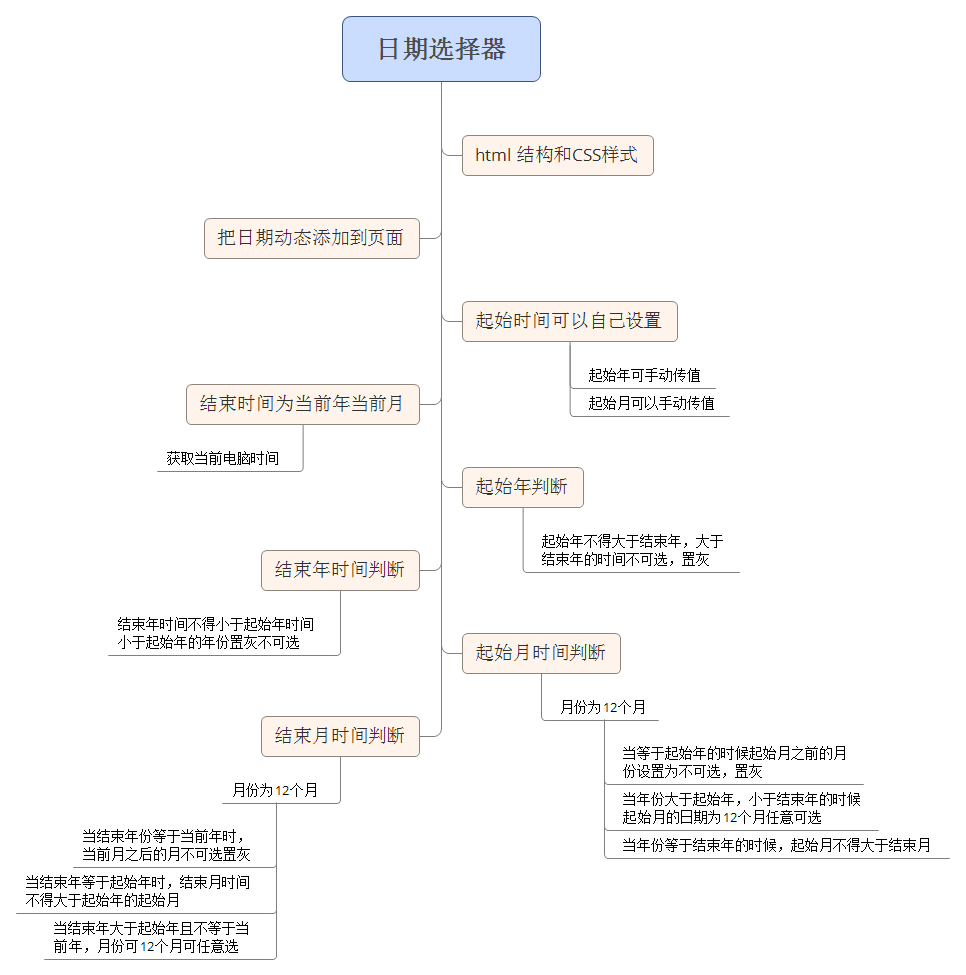 日期选择器
html 结构和CSS样式
把日期动态添加到页面
起始时间可以自己设置
起始年可手动传值
起始月可以手动传值
结束时间为当前年当前月
获取当前电脑时间
起始年判断
起始年不得大于结束年，大于
结束年的时间不可选，置灰
结束年时间判断
结束年时间不得小于起始年时间
小于起始年的年份置灰不可选
起始月时间判断
月份为12个月
当等于起始年的时候起始月之前的月
份设置为不可选，置灰
当年份大于起始年，小于结束年的时候
起始月的日期为12个月任意可选
当年份等于结束年的时候，起始月不得大于结束月
结束月时间判断
月份为12个月
当结束年份等于当前年时，
当前月之后的月不可选置灰
当结束年等于起始年时，结束月时间
不得大于起始年的起始月
当结束年大于起始年且不等于当
前年，月份可12个月可任意选